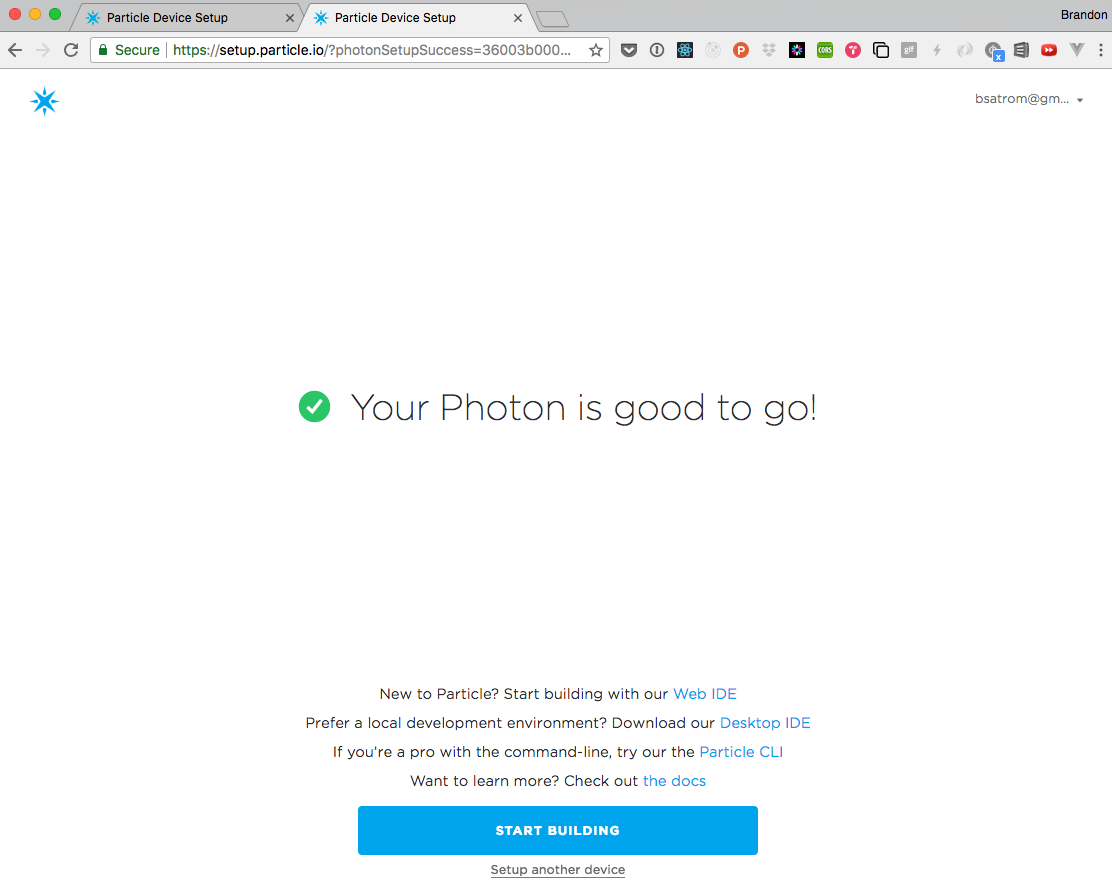 Particle Device Setup
Particle Device Setup
Brandon
Secure
https://setup.particle.io/?photonSetupSuccess=36003b000...
CORS
gif
bsatrom@gm...
Your Photon is good to go!
New to Particle? Start building with our Web IDE
Prefer a local development environment? Download our Desktop IDE
If you're a pro with the command-line, try our the Particle CLI
Want to learn more? Check out the docs
START BUILDING
Setup another device